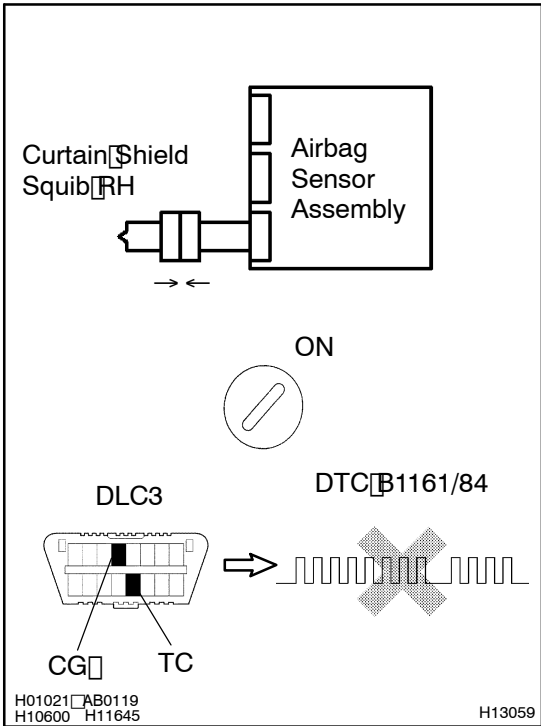 Curtain Shield
Squib RH
Airbag
Sensor
Assembly
ON
DLC3
DTC B1161/84
CG
TC
H01021 AB0119
H10600 H11645
H13059